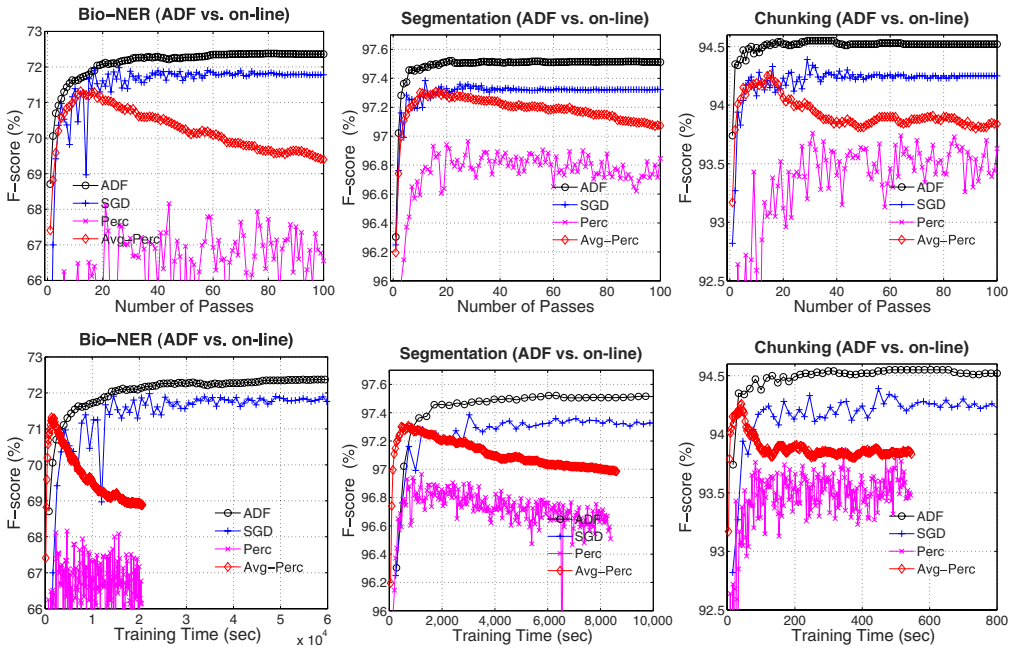 Bio−NER (ADF vs. on−line)
73
72
71
70
69
68
67
66
F−score (%)
ADF
SGD
Perc
Avg−Perc
0
20
40
60
80
100
Number of Passes
Segmentation (ADF vs. on−line)
97.6
97.4
97.2
97
96.8
96.6
96.4
96.2
96
F−score (%)
ADF
SGD
Perc
Avg−Perc
0
20
40
60
80
100
Number of Passes
Chunking (ADF vs. on−line)
94.5
94
93.5
93
92.5
F−score (%)
ADF
SGD
Perc
Avg−Perc
0
20
40
60
80
100
Number of Passes
Bio−NER (ADF vs. on−line)
73
72
71
70
69
68
67
66
F−score (%)
ADF
SGD
Perc
Avg−Perc
0
1
2
3
4
5
6
Training Time (sec)
x 10^4
Segmentation (ADF vs. on−line)
97.6
97.4
97.2
97
96.8
96.6
96.4
96.2
96
F−score (%)
ADF
SGD
Perc
Avg−Perc
0
2,000
4,000
6,000
8,000
10,000
Training Time (sec)
Chunking (ADF vs. on−line)
94.5
94
93.5
93
92.5
F−score (%)
ADF
SGD
Perc
Avg−Perc
0
200
400
600
800
Training Time (sec)